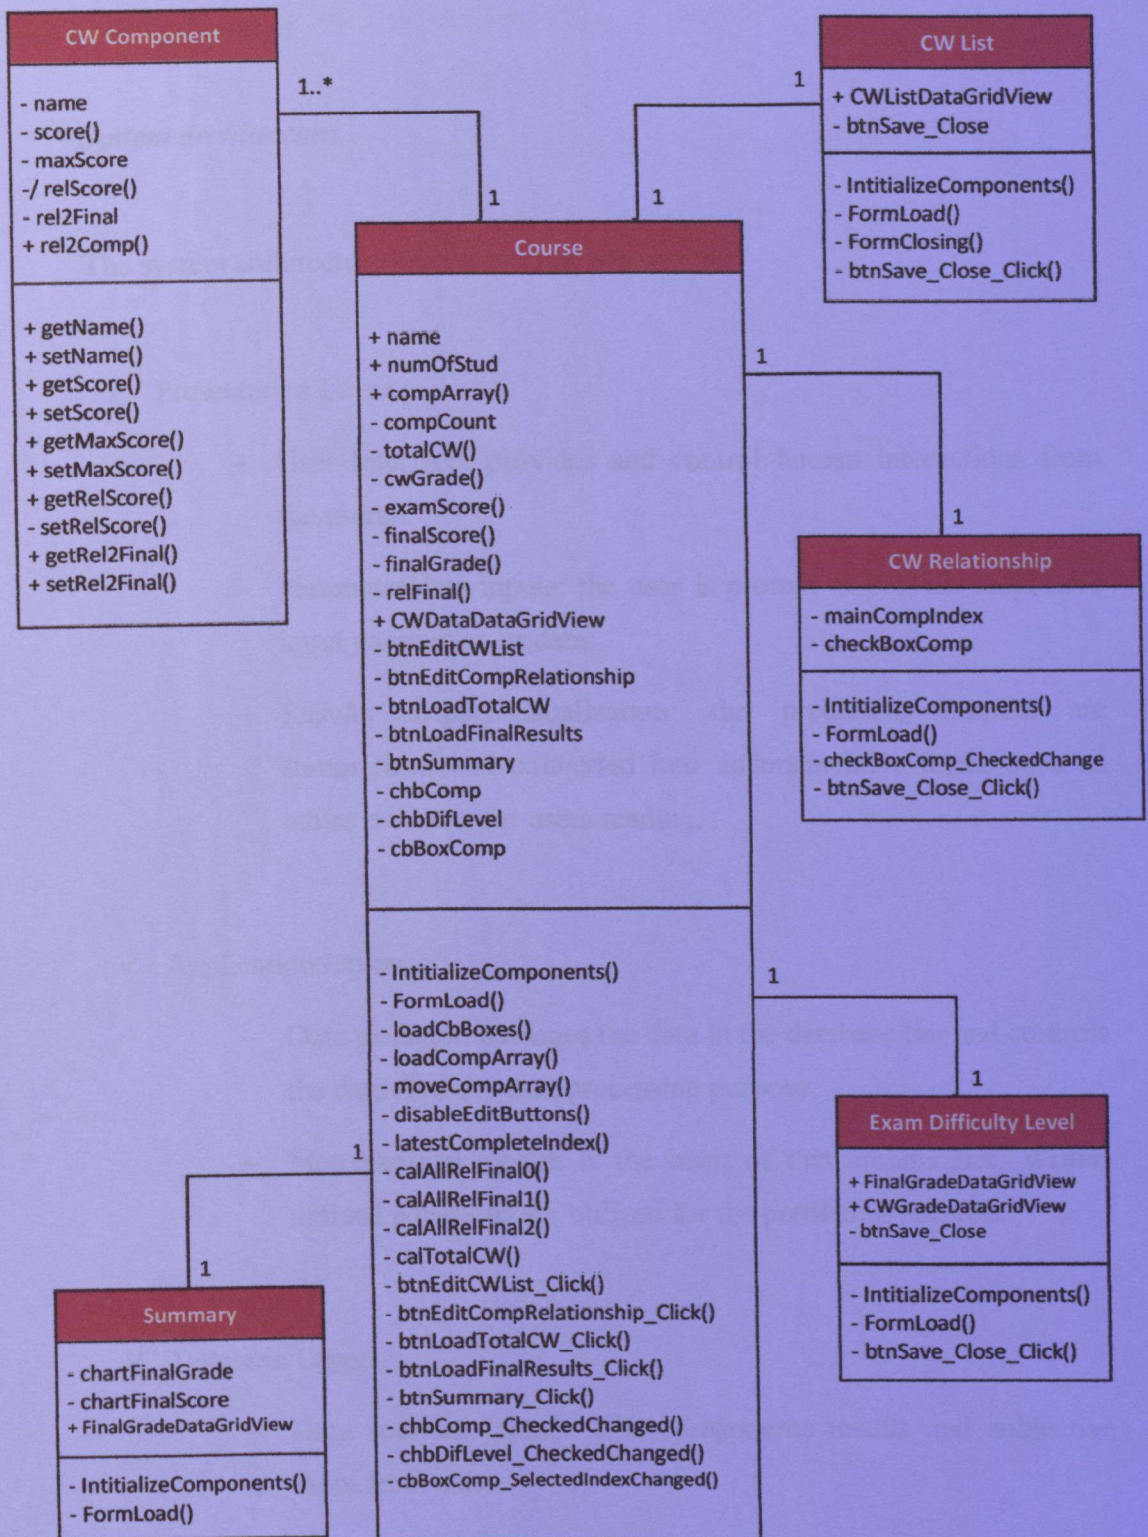 CW Component
- name
- score()
- maxScore
-/ relScore()
- rel2Final
+ rel2Comp()
+ getName()
+ setName()
+ getScore()
+ setScore()
+ getMaxScore()
+ setMaxScore()
+ getRelScore()
- setRelScore()
+ getRel2Final()
+ setRel2Final()
1..*
1
CW List
+ CWListDataGridView
- btnSave_Close
- IntitializeComponents()
- FormLoad()
- FormClosing()
- btnSave_Close_Click()
1
1
Course
+ name
+ numOfStud
+ compArray()
- compCount
- totalCW()
- cwGrade()
- examScore()
- finalScore()
- finalGrade()
- relFinal()
+ CWDataDataGridView
- btnEditCWList
- btnEditCompRelationship
- btnLoadTotalCW
- btnLoadFinalResults
- btnSummary
- chbComp
- chbDifLevel
- cbBoxComp
- IntitializeComponents()
- FormLoad()
- loadCbBoxes()
- loadCompArray()
- moveCompArray()
- disableEditButtons()
- latestCompleteIndex()
- calAllRelFinal0()
- calAllRelFinal1()
- calAllRelFinal2()
- calTotalCW()
- btnEditCWList_Click()
- btnEditCompRelationship_Click()
- btnLoadTotalCW_Click()
- btnLoadFinalResults_Click()
- btnSummary_Click()
- chbComp_CheckedChanged()
- chbDifLevel_CheckedChanged()
- cbBoxComp_SelectedIndexChanged()
1
1
CW Relationship
- mainCompIndex
- checkBoxComp
- IntitializeComponents()
- FormLoad()
- checkBoxComp_CheckedChange
- btnSave_Close_Click()
1
1
Exam Difficulty Level
+ FinalGradeDataGridView
+ CWGradeDataGridView
- btnSave_Close
- IntitializeComponents()
- FormLoad()
- btnSave_Close_Click()
1
1
Summary
- chartFinalGrade
- chartFinalScore
+ FinalGradeDataGridView
- IntitializeComponents()
- FormLoad()